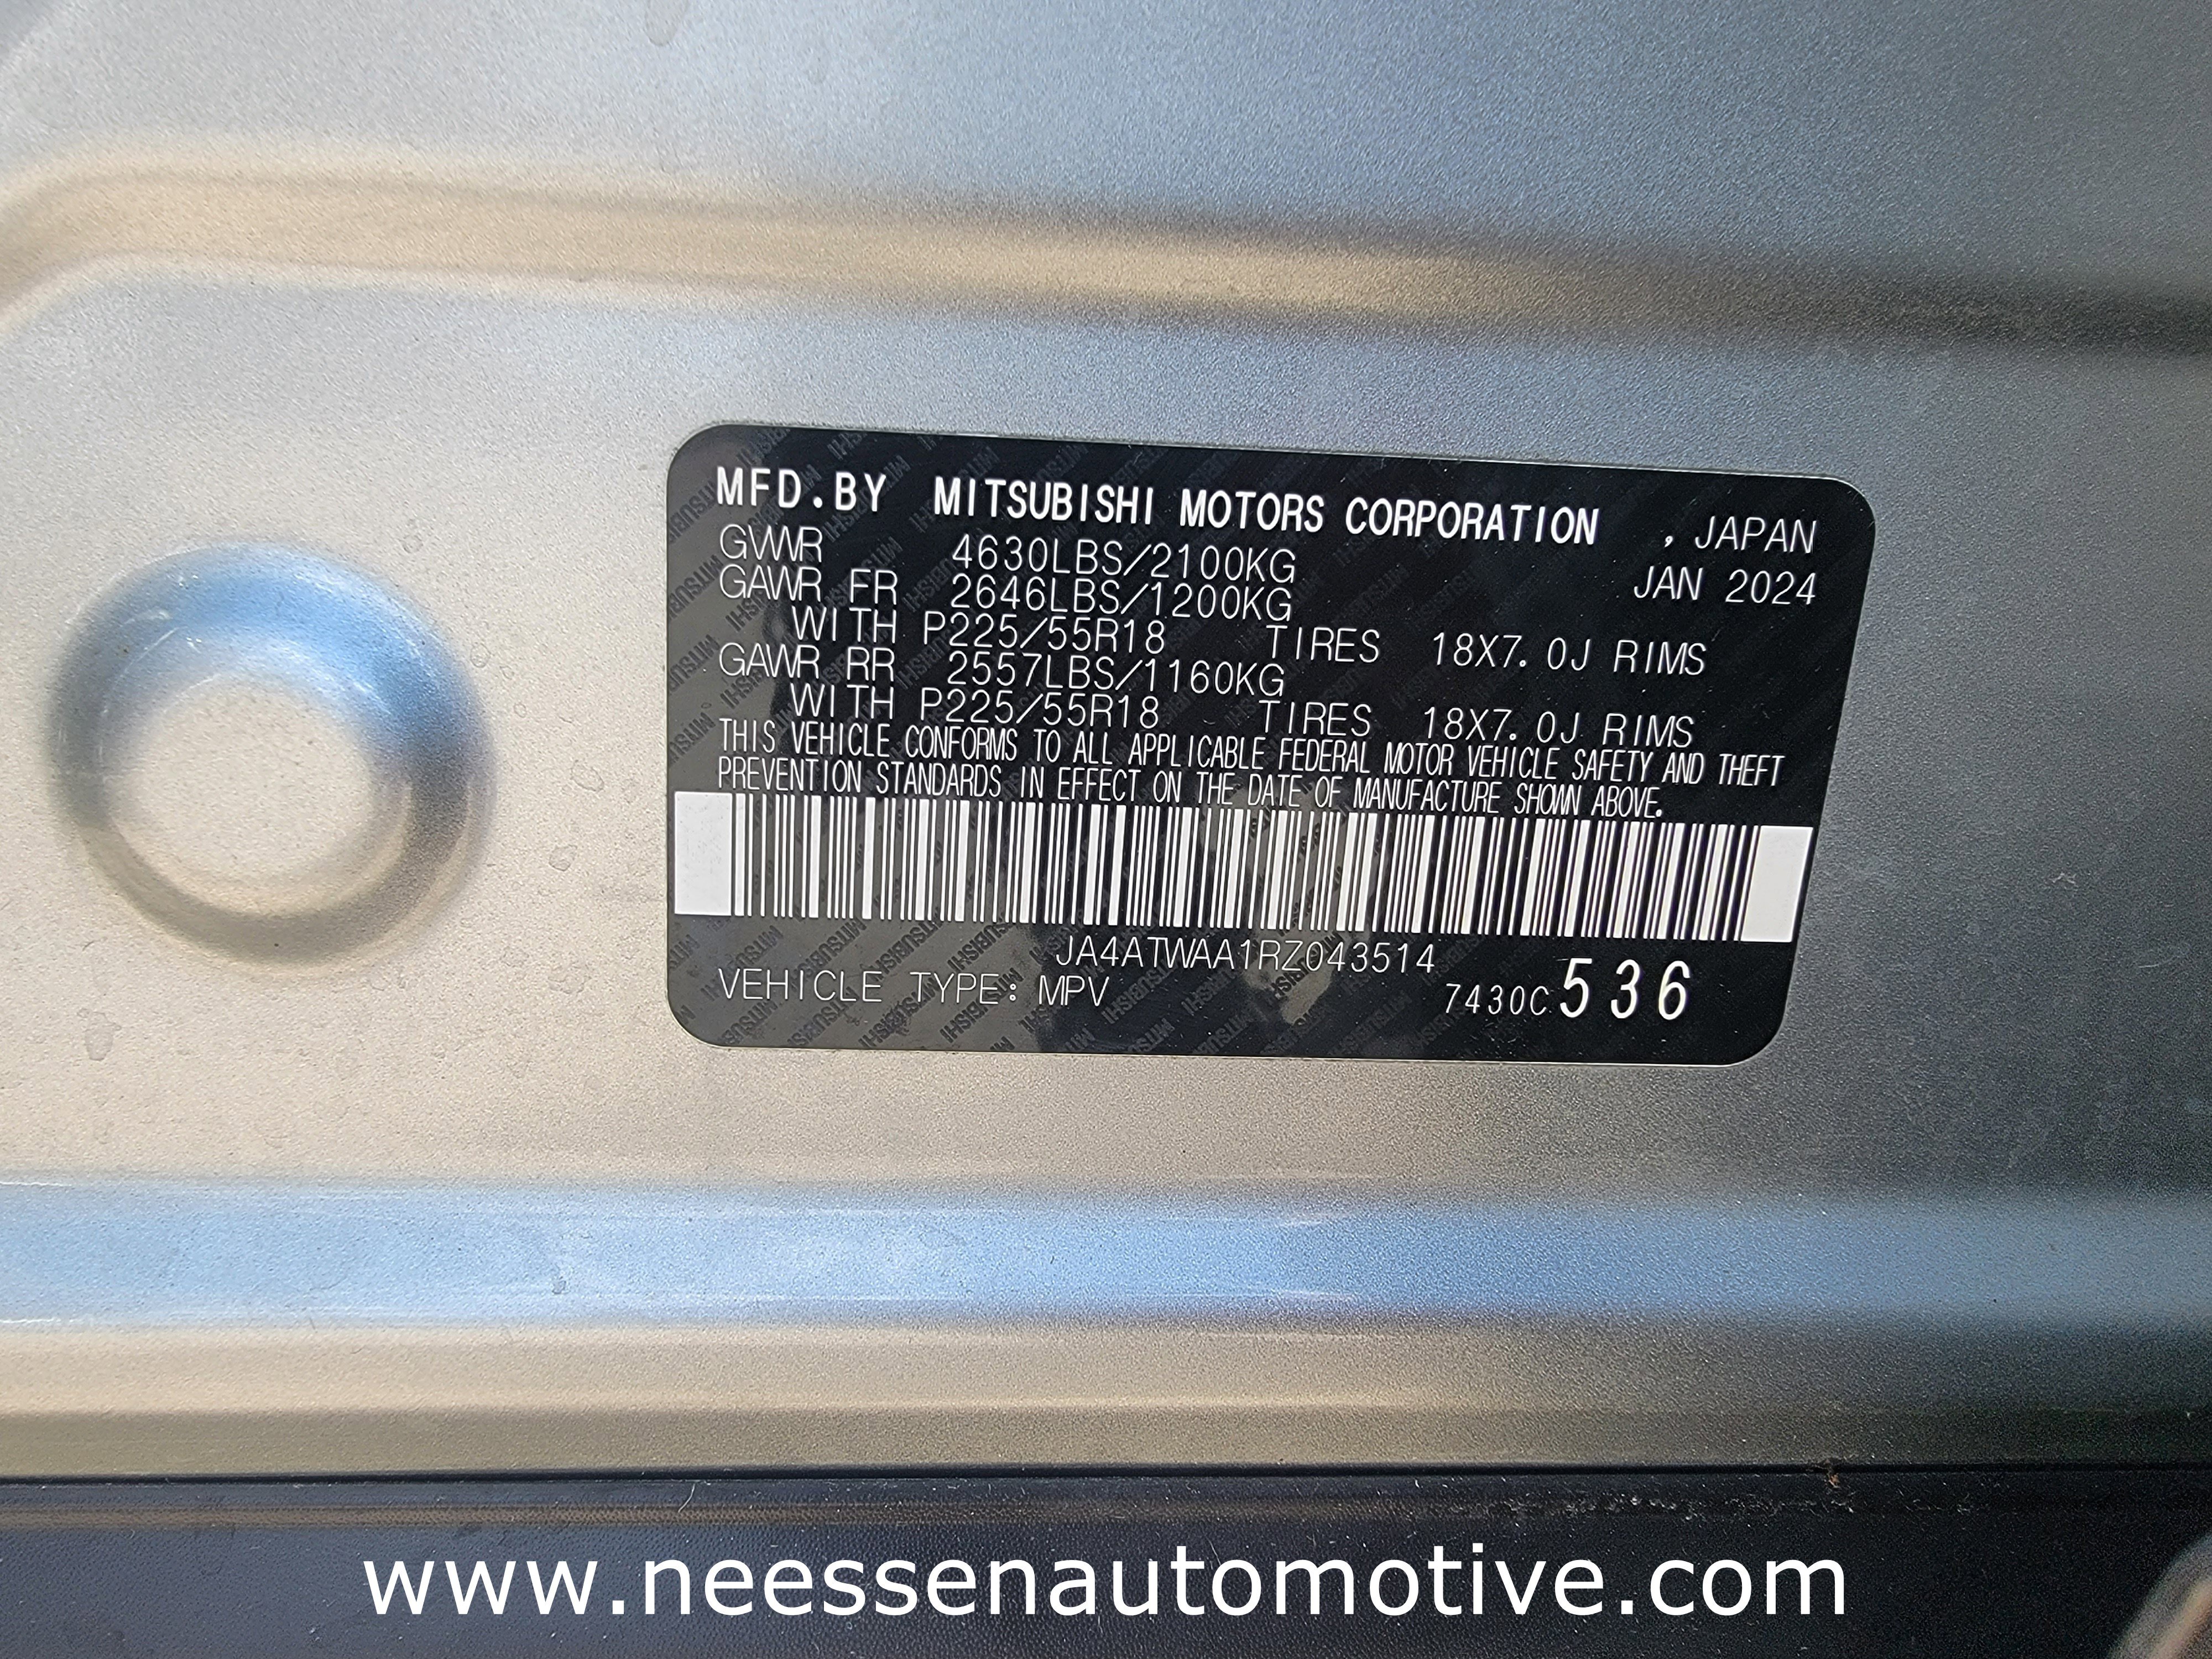 MFD.BY MITSUBISHI MOTORS CORPORATION , JAPAN
GVWR 4630LBS/2100KG JAN 2024
GAWR FR 2646LBS/1200KG
WITH P225/55R18 TIRES 18X7.0J RIMS
GAWR RR 2557LBS/1160KG
WITH P225/55R18 TIRES 18X7.0J RIMS
THIS VEHICLE CONFORMS TO ALL APPLICABLE FEDERAL MOTOR VEHICLE SAFETY AND THEFT
PREVENTION STANDARDS IN EFFECT ON THE DATE OF MANUFACTURE SHOWN ABOVE.
JA4ATWAA1RZ043514
VEHICLE TYPE: MPV 7430C 536
www.neessenautomotive.com